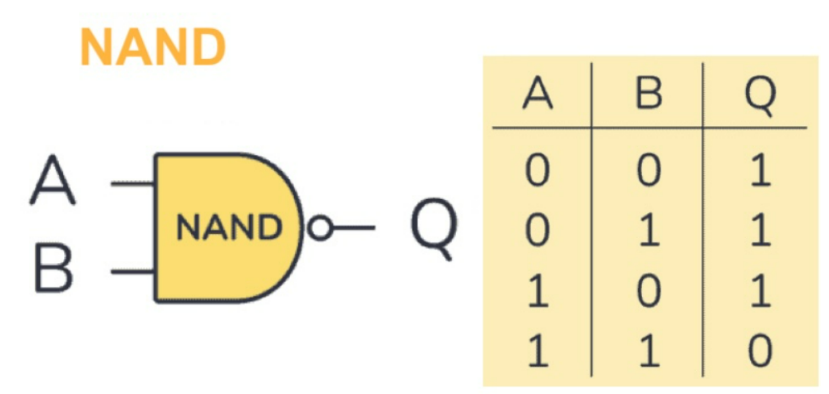 NAND
A
B
NAND
Q
A B Q
0 0 1
0 1 1
1 0 1
1 1 0